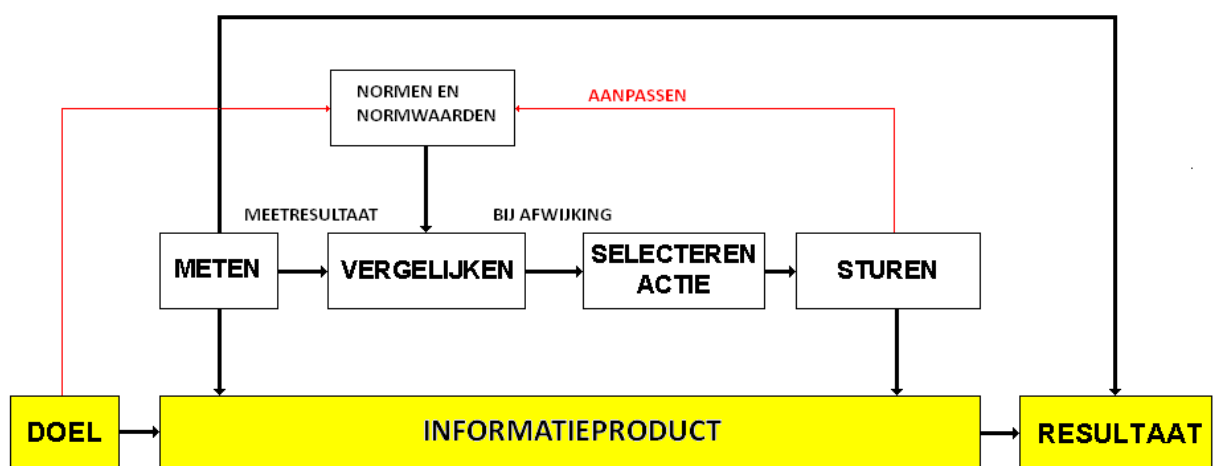 NORMEN EN
NORMWAARDEN
AANPASSEN
MEETRESULTAAT
BIJ AFWIJKING
METEN
VERGELIJKEN
SELECTEREN
ACTIE
STUREN
DOEL
INFORMATIEPRODUCT
RESULTAAT